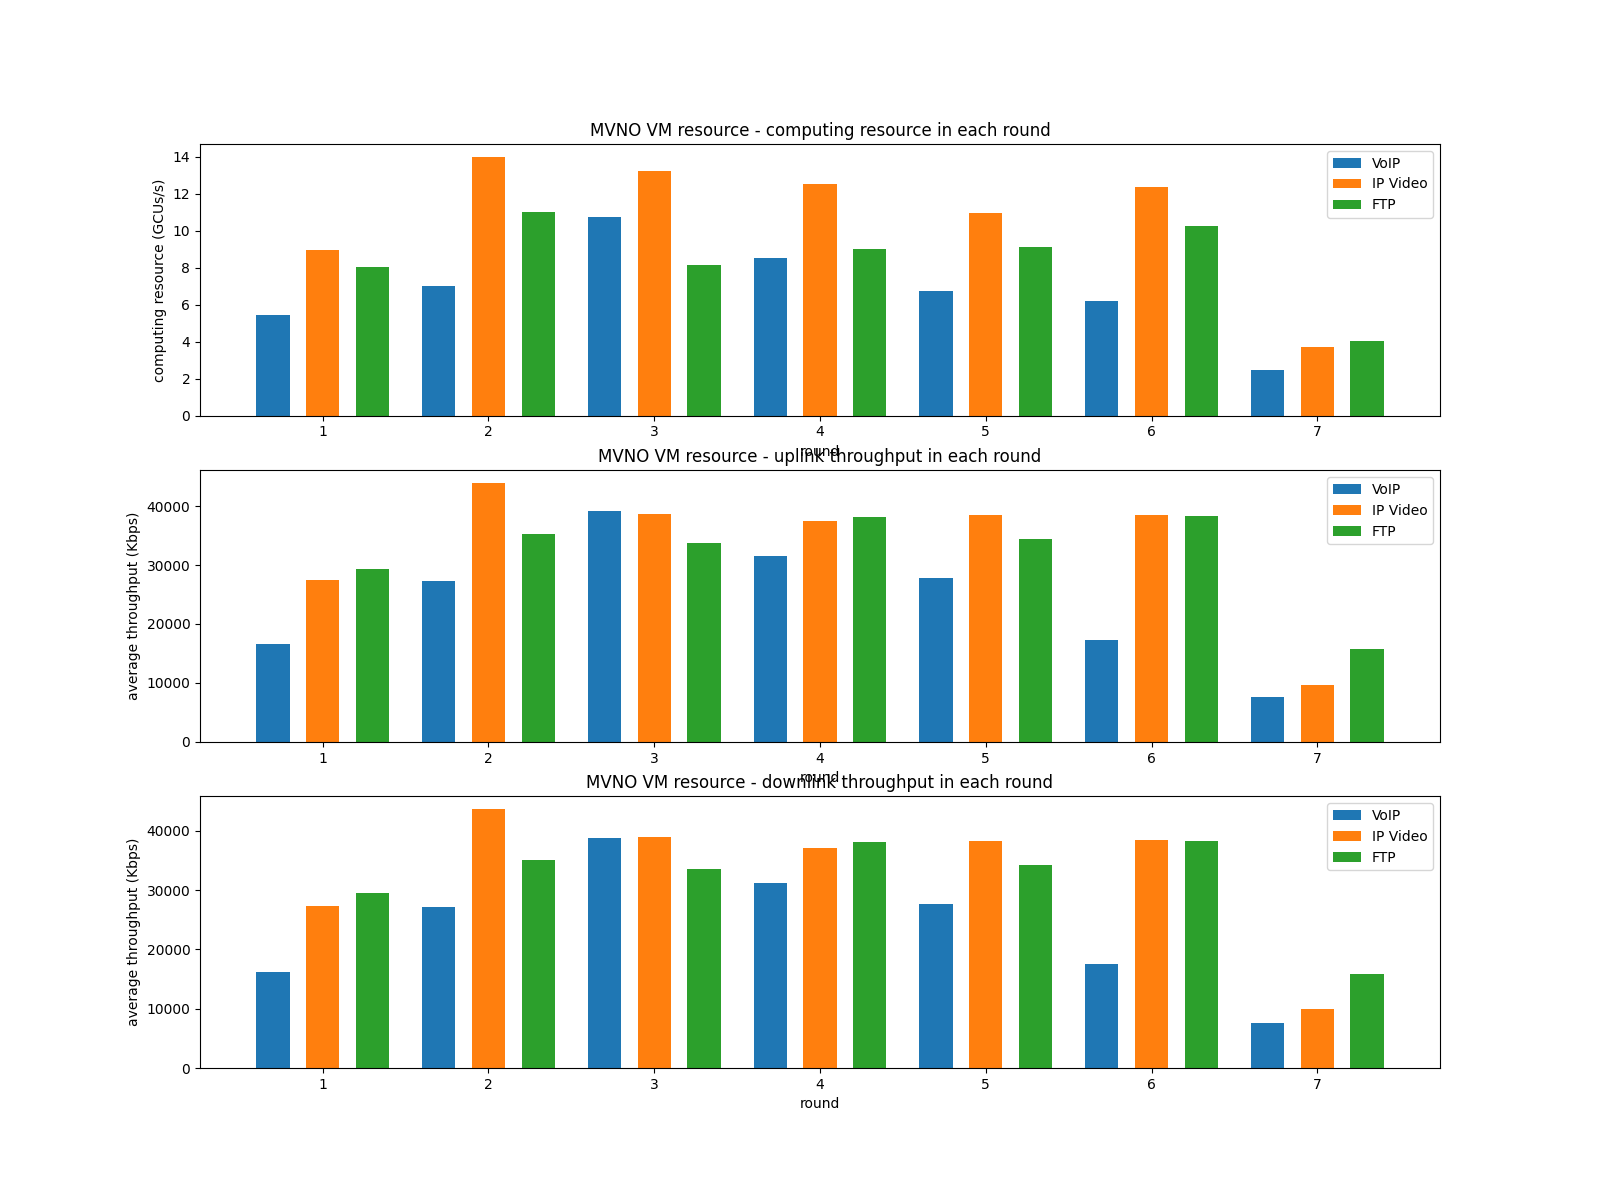 MVNO VM resource - computing resource in each round
computing resource (GCUs/s)
14
12
10
8
6
4
2
0
VoIP
IP Video
FTP
1 2 3 4 5 6 7
round
MVNO VM resource - uplink throughput in each round
average throughput (Kbps)
40000
30000
20000
10000
0
VoIP
IP Video
FTP
1 2 3 4 5 6 7
round
MVNO VM resource - downlink throughput in each round
average throughput (Kbps)
40000
30000
20000
10000
0
VoIP
IP Video
FTP
1 2 3 4 5 6 7
round